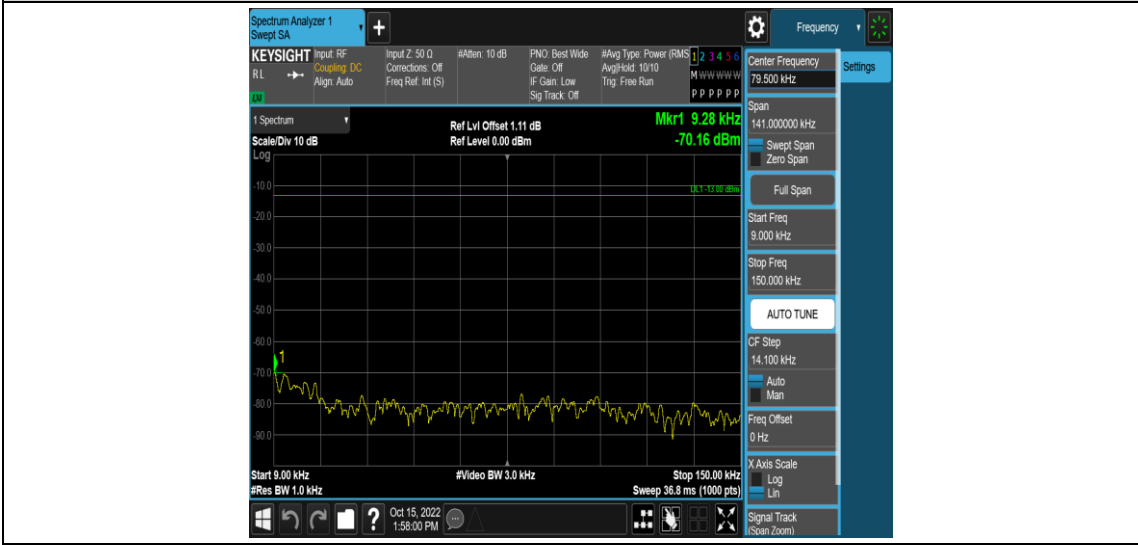 Spectrum Analyzer 1
Swept SA
+
Frequency
KEYSIGHT
RL
LM
Input: RF
Coupling: DC
Align: Auto
Input Z: 50 Ω
Corrections: Off
Freq Ref: Int (S)
#Atten: 10 dB
PNO: Best Wide
Gate: Off
IF Gain: Low
Sig Track: Off
#Avg Type: Power (RMS
Avg|Hold: 10/10
Trig: Free Run
1 2 3 4 5 6
M W W W W W
P P P P P P
1 Spectrum
Scale/Div 10 dB
Log
Ref Lvl Offset 1.11 dB
Ref Level 0.00 dBm
Mkr1 9.28 kHz
-70.16 dBm
DL1 -13.00 dBm
-10.0
-20.0
-30.0
-40.0
-50.0
-60.0
1
-70.0
-80.0
-90.0
Start 9.00 kHz
#Res BW 1.0 kHz
#Video BW 3.0 kHz
Stop 150.00 kHz
Sweep 36.8 ms (1000 pts)
?
Oct 15, 2022
1:58:00 PM
Center Frequency
79.500 kHz
Settings
Span
141.000000 kHz
Swept Span
Zero Span
Full Span
Start Freq
9.000 kHz
Stop Freq
150.000 kHz
AUTO TUNE
CF Step
14.100 kHz
Auto
Man
Freq Offset
0 Hz
X Axis Scale
Log
Lin
Signal Track
(Span Zoom)